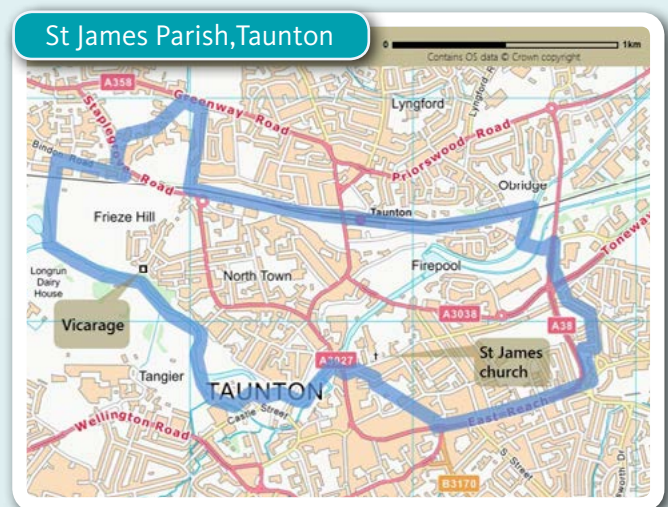 St James Parish,Taunton
0
1km
Contains OS data © Crown copyright
A358
Greenway Road
Staplegrove Road
Lyngford
Lyngford
Priorswood Road
Bindon Road
Obridge
Frieze Hill
Taunton
Toneway
Longrun
Dairy
House
North Town
Firepool
Vicarage
A3038
A38
A3027
St James
church
Tangier
TAUNTON
Castle Street
East Reach
Wellington Road
S. Street
B3170